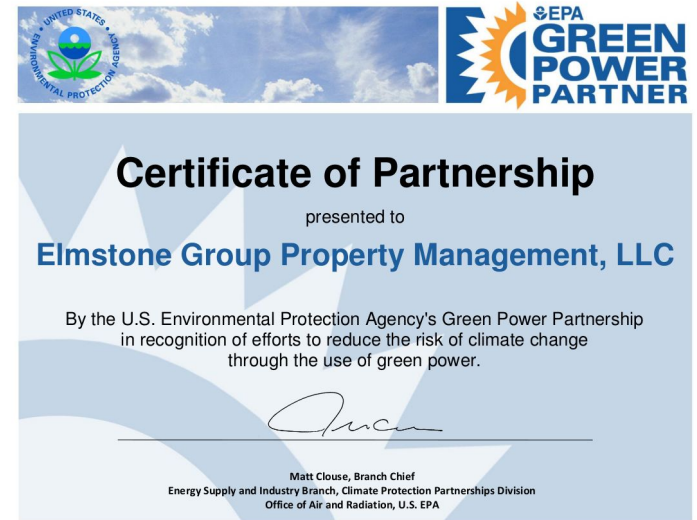 UNITED STATES
ENVIRONMENTAL PROTECTION AGENCY
EPA
GREEN
POWER
PARTNER
Certificate of Partnership
presented to
Elmstone Group Property Management, LLC
By the U.S. Environmental Protection Agency's Green Power Partnership
in recognition of efforts to reduce the risk of climate change
through the use of green power.
Matt Clouse, Branch Chief
Energy Supply and Industry Branch, Climate Protection Partnerships Division
Office of Air and Radiation, U.S. EPA